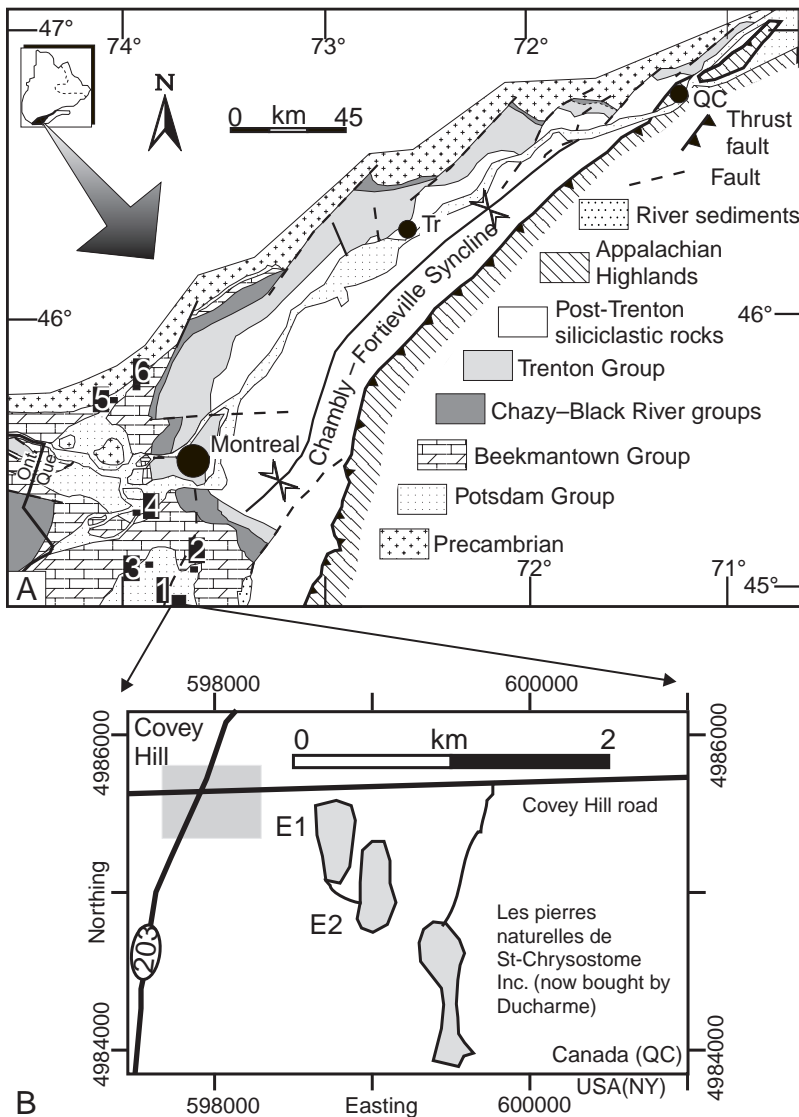 47°
74°
73°
72°
71°
N
0 km 45
QC
Thrust
fault
Fault
River sediments
Tr
Appalachian
Highlands
46°
46°
Post-Trenton
siliciclastic rocks
Chambly – Fortieville Syncline
Trenton Group
6
5
Chazy–Black River groups
Montreal
Ont
Que
Beekmantown Group
Potsdam Group
4
2
3
Precambrian
1
A
72°
71°
45°
598000
600000
4986000
4986000
Covey
Hill
0 km 2
Covey Hill road
E1
E2
Northing
203
Les pierres
naturelles de
St-Chrysostome
Inc. (now bought by
Ducharme)
4984000
4984000
Canada (QC)
USA(NY)
598000
Easting
600000
B